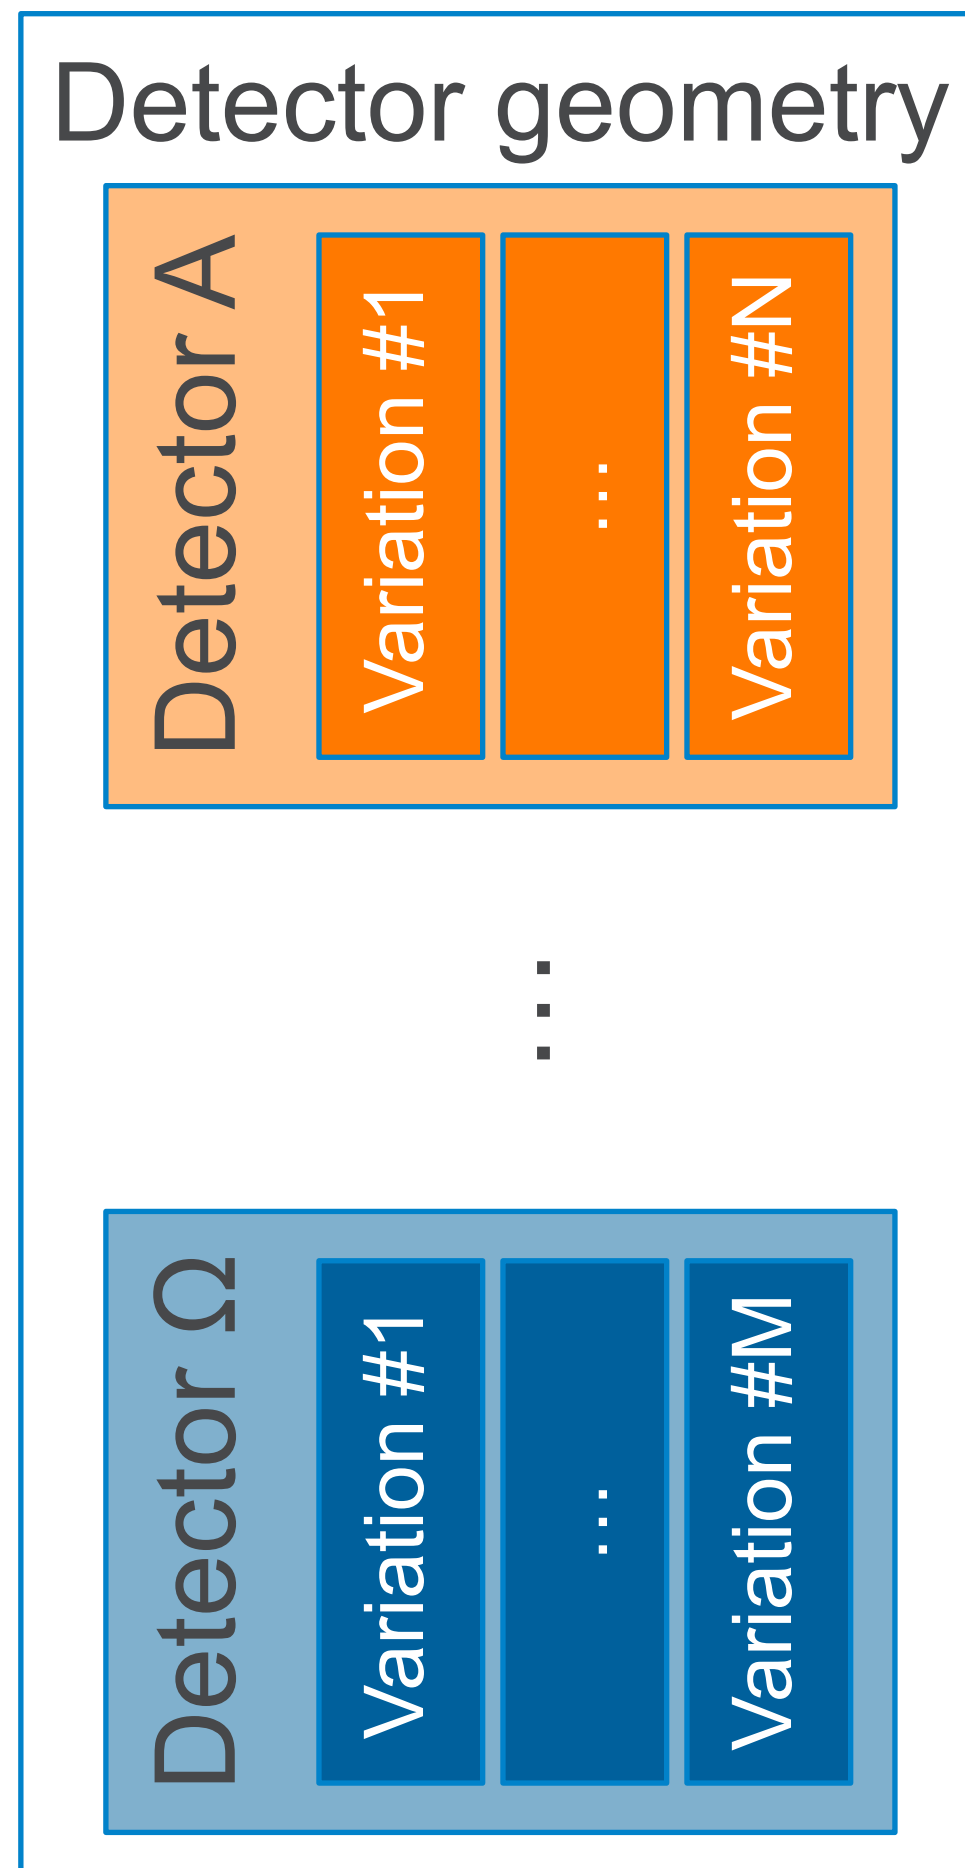 Detector geometry
Detector A
Variation #1
...
Variation #N
...
Detector Ω
Variation #1
...
Variation #M